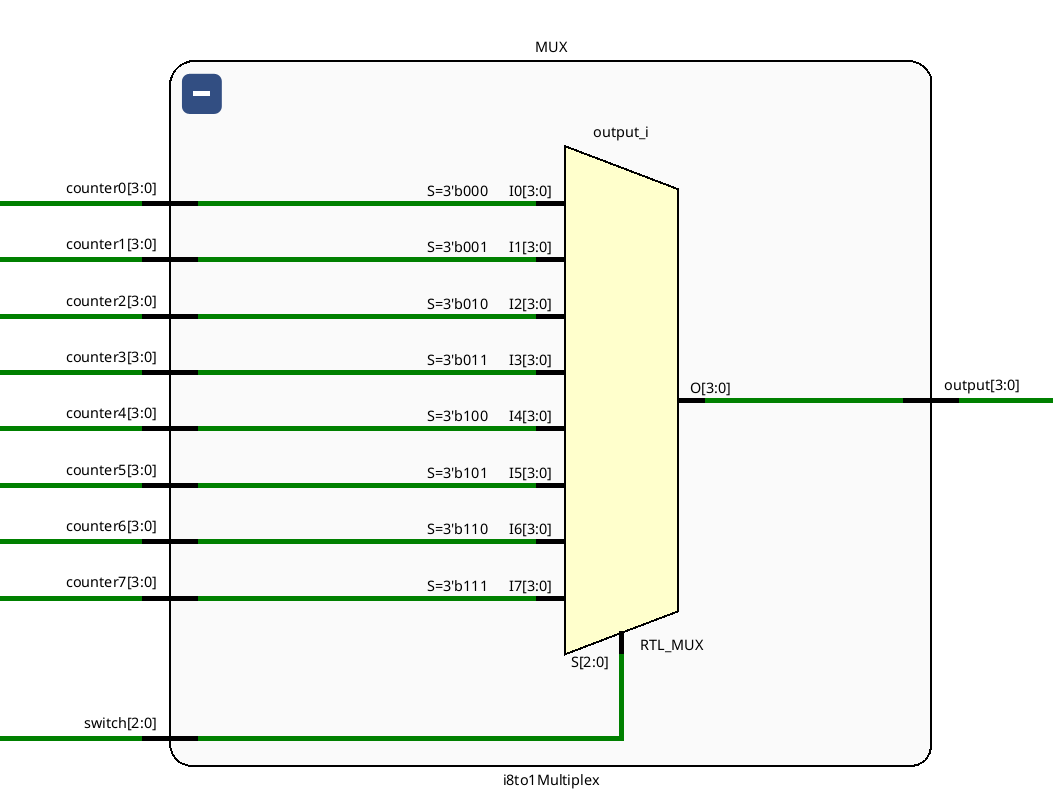 MUX
output_i
counter0[3:0]
S=3'b000 I0[3:0]
counter1[3:0]
S=3'b001 I1[3:0]
counter2[3:0]
S=3'b010 I2[3:0]
counter3[3:0]
S=3'b011 I3[3:0]
counter4[3:0]
S=3'b100 I4[3:0]
counter5[3:0]
S=3'b101 I5[3:0]
counter6[3:0]
S=3'b110 I6[3:0]
counter7[3:0]
S=3'b111 I7[3:0]
O[3:0]
output[3:0]
RTL_MUX
S[2:0]
switch[2:0]
i8to1Multiplex